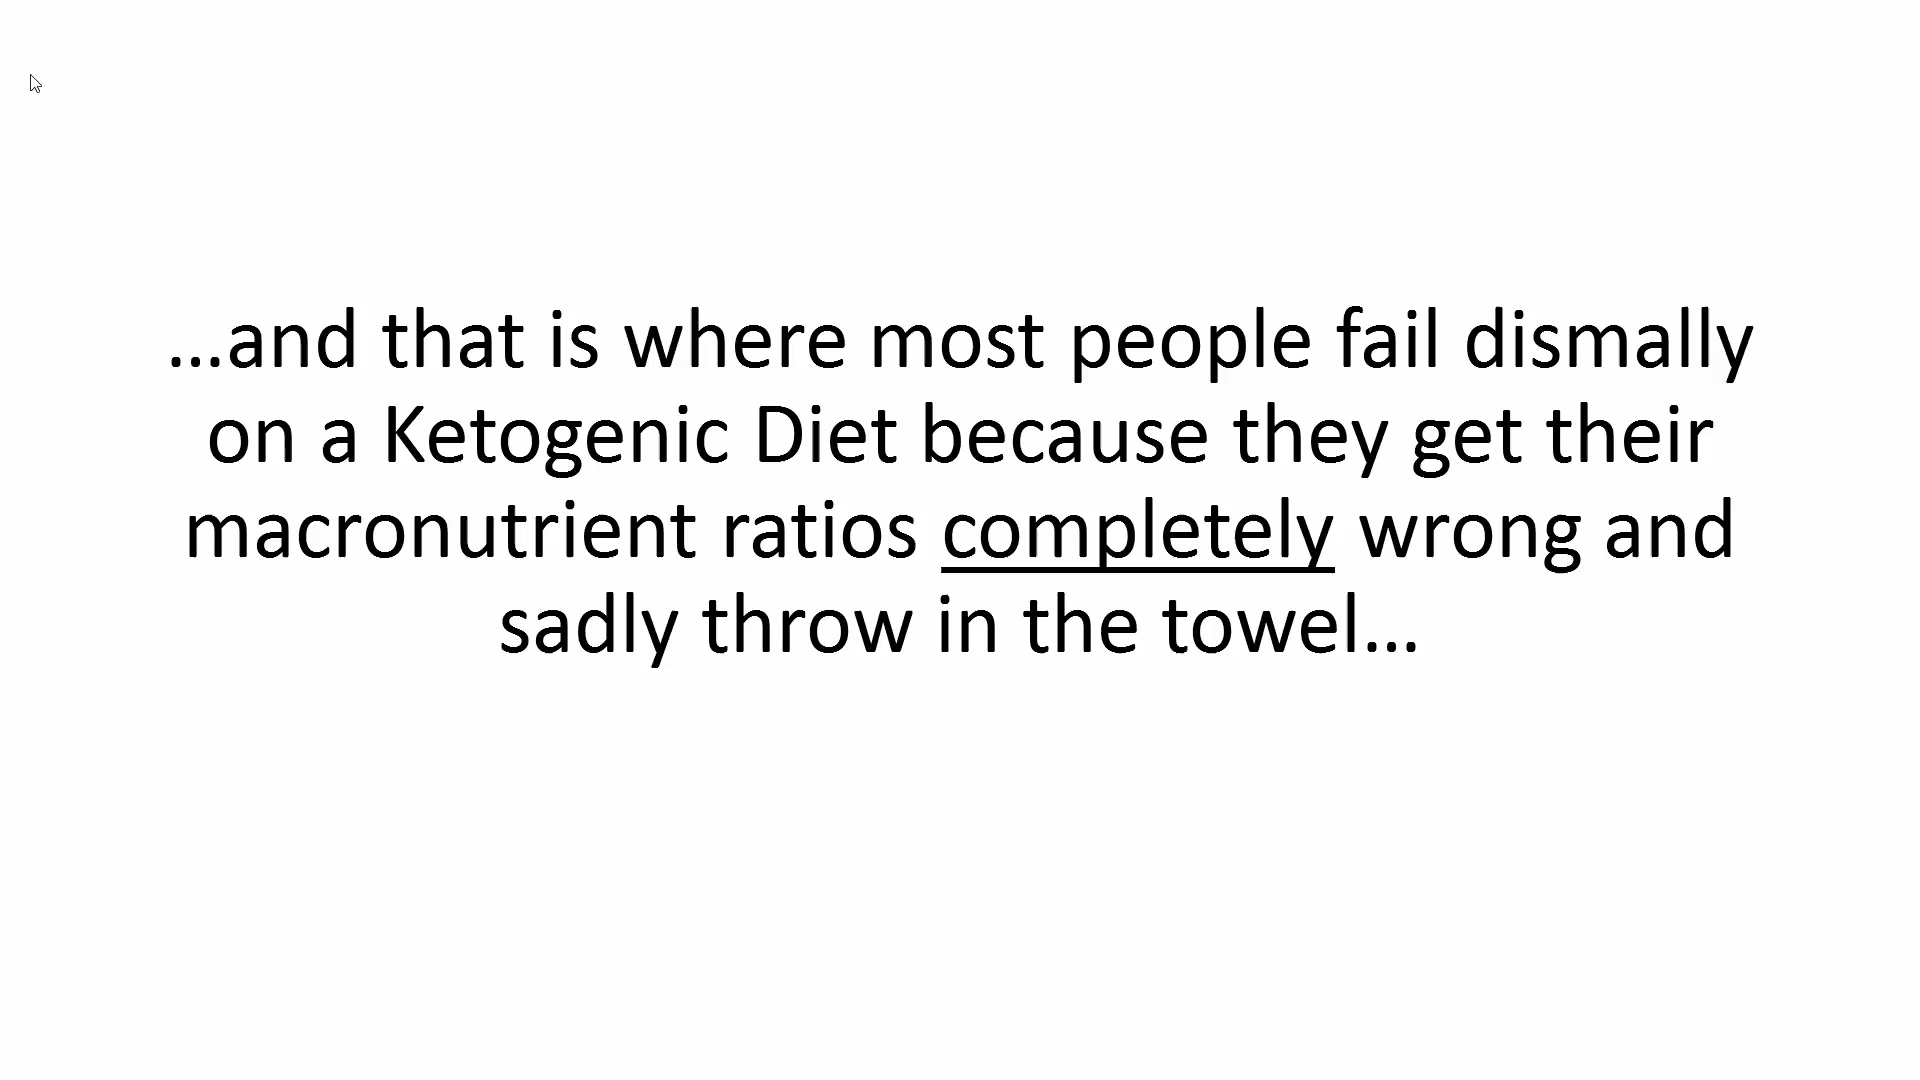 ...and that is where most people fail dismally
on a Ketogenic Diet because they get their
macronutrient ratios completely wrong and
sadly throw in the towel...